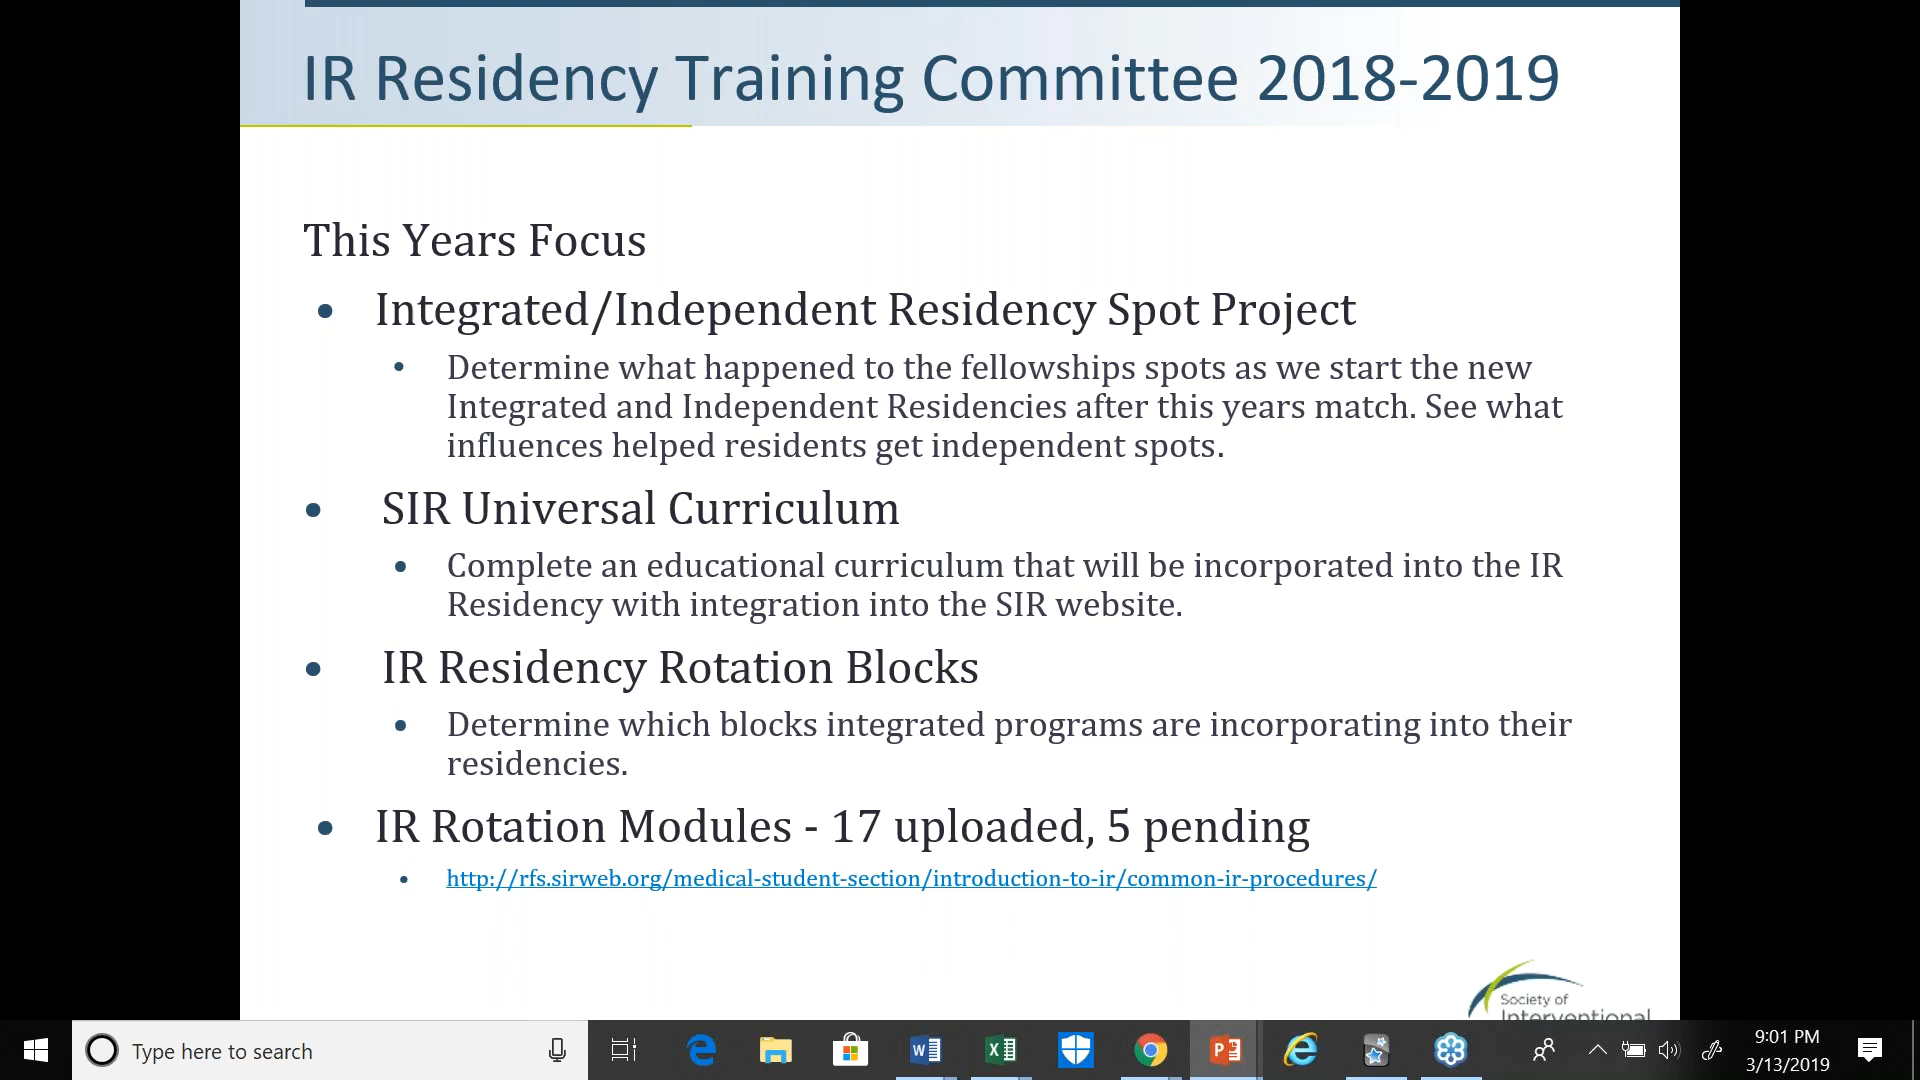 IR Residency Training Committee 2018-2019
This Years Focus
• Integrated/Independent Residency Spot Project
• Determine what happened to the fellowships spots as we start the new
Integrated and Independent Residencies after this years match. See what
influences helped residents get independent spots.
• SIR Universal Curriculum
• Complete an educational curriculum that will be incorporated into the IR
Residency with integration into the SIR website.
• IR Residency Rotation Blocks
• Determine which blocks integrated programs are incorporating into their
residencies.
• IR Rotation Modules - 17 uploaded, 5 pending
• http://rfs.sirweb.org/medical-student-section/introduction-to-ir/common-ir-procedures/
Society of
Interventional
Type here to search
9:01 PM
3/13/2019